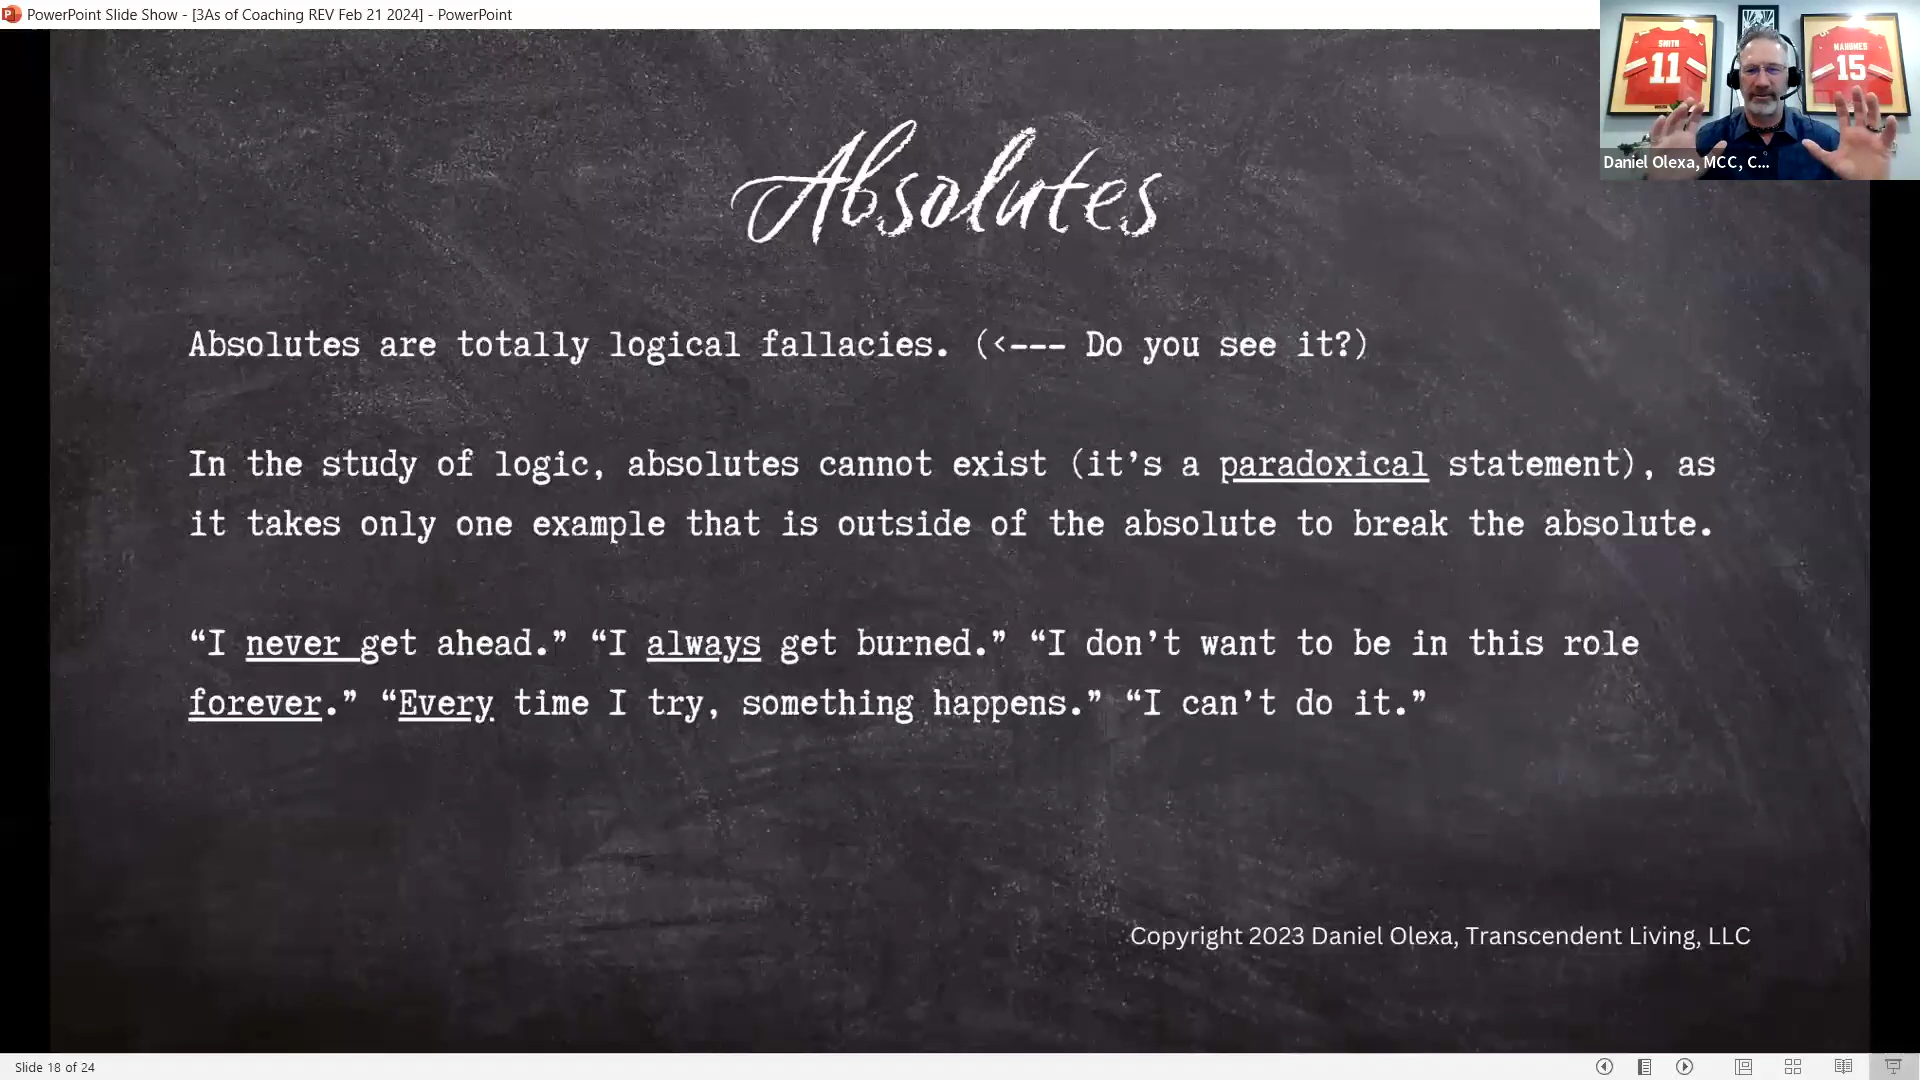 PowerPoint Slide Show - [3As of Coaching REV Feb 21 2024] - PowerPoint
SMITH
11
MAHOMES
15
Daniel Olexa, MCC, C...
Absolutes
Absolutes are totally logical fallacies. (<--- Do you see it?)
In the study of logic, absolutes cannot exist (it’s a paradoxical statement), as
it takes only one example that is outside of the absolute to break the absolute.
“I never get ahead.” “I always get burned.” “I don’t want to be in this role
forever.” “Every time I try, something happens.” “I can’t do it.”
Copyright 2023 Daniel Olexa, Transcendent Living, LLC
Slide 18 of 24